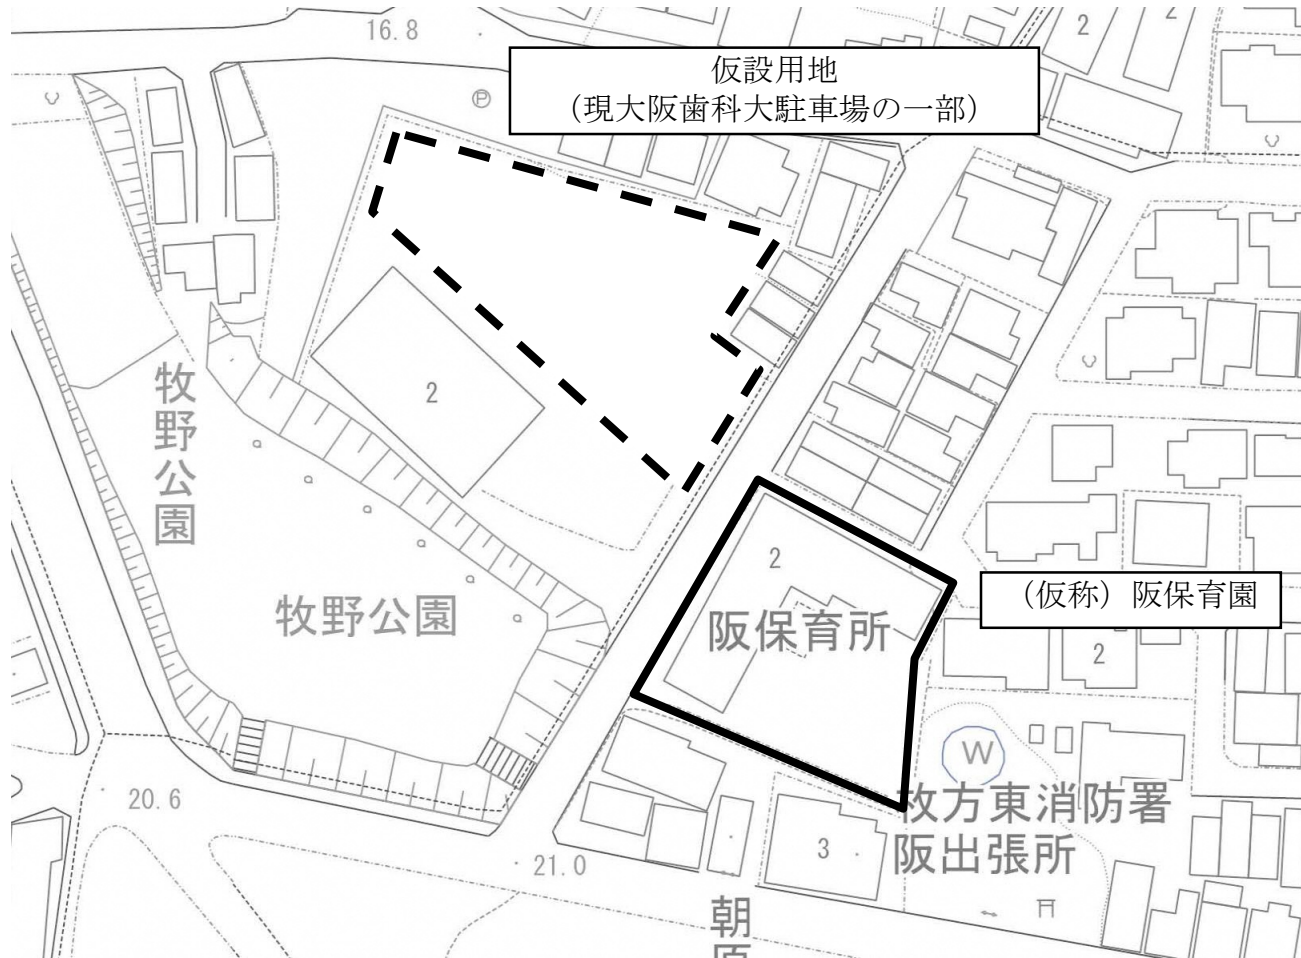 16.8
2
2
仮設用地
（現大阪歯科大駐車場の一部）
P
2
牧野公園
牧野公園
2
阪保育所
（仮称）阪保育園
2
W
枚方東消防署
阪出張所
20.6
21.0
3
朝